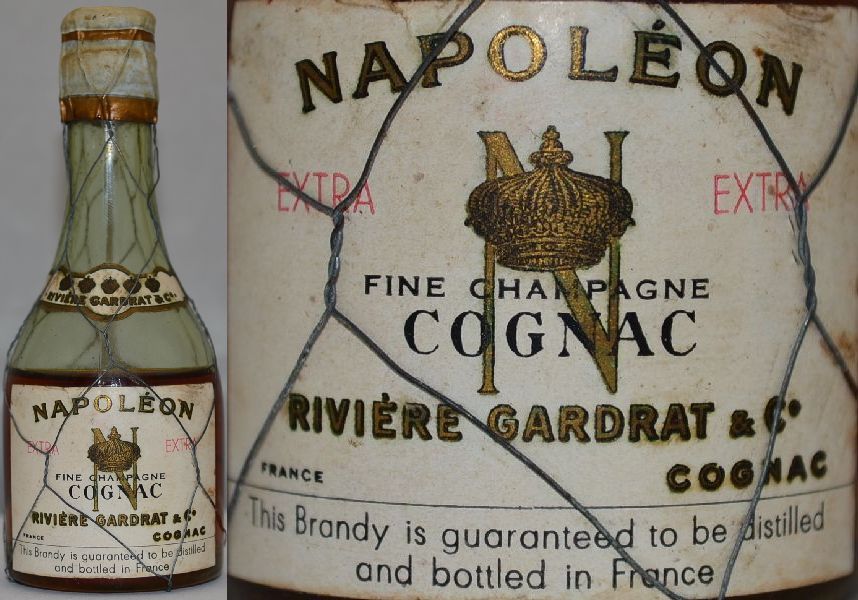 RIVIÈRE GARDRAT & Co.
NAPOLÉON
EXTRA EXTRA
N
FINE CHAMPAGNE
COGNAC
RIVIÈRE GARDRAT & Co
FRANCE COGNAC
This Brandy is guaranteed to be distilled
and bottled in France
NAPOLÉON
EXTRA EXTRA
N
FINE CHAMPAGNE
COGNAC
RIVIÈRE GARDRAT & Co
FRANCE COGNAC
This Brandy is guaranteed to be distilled
and bottled in France